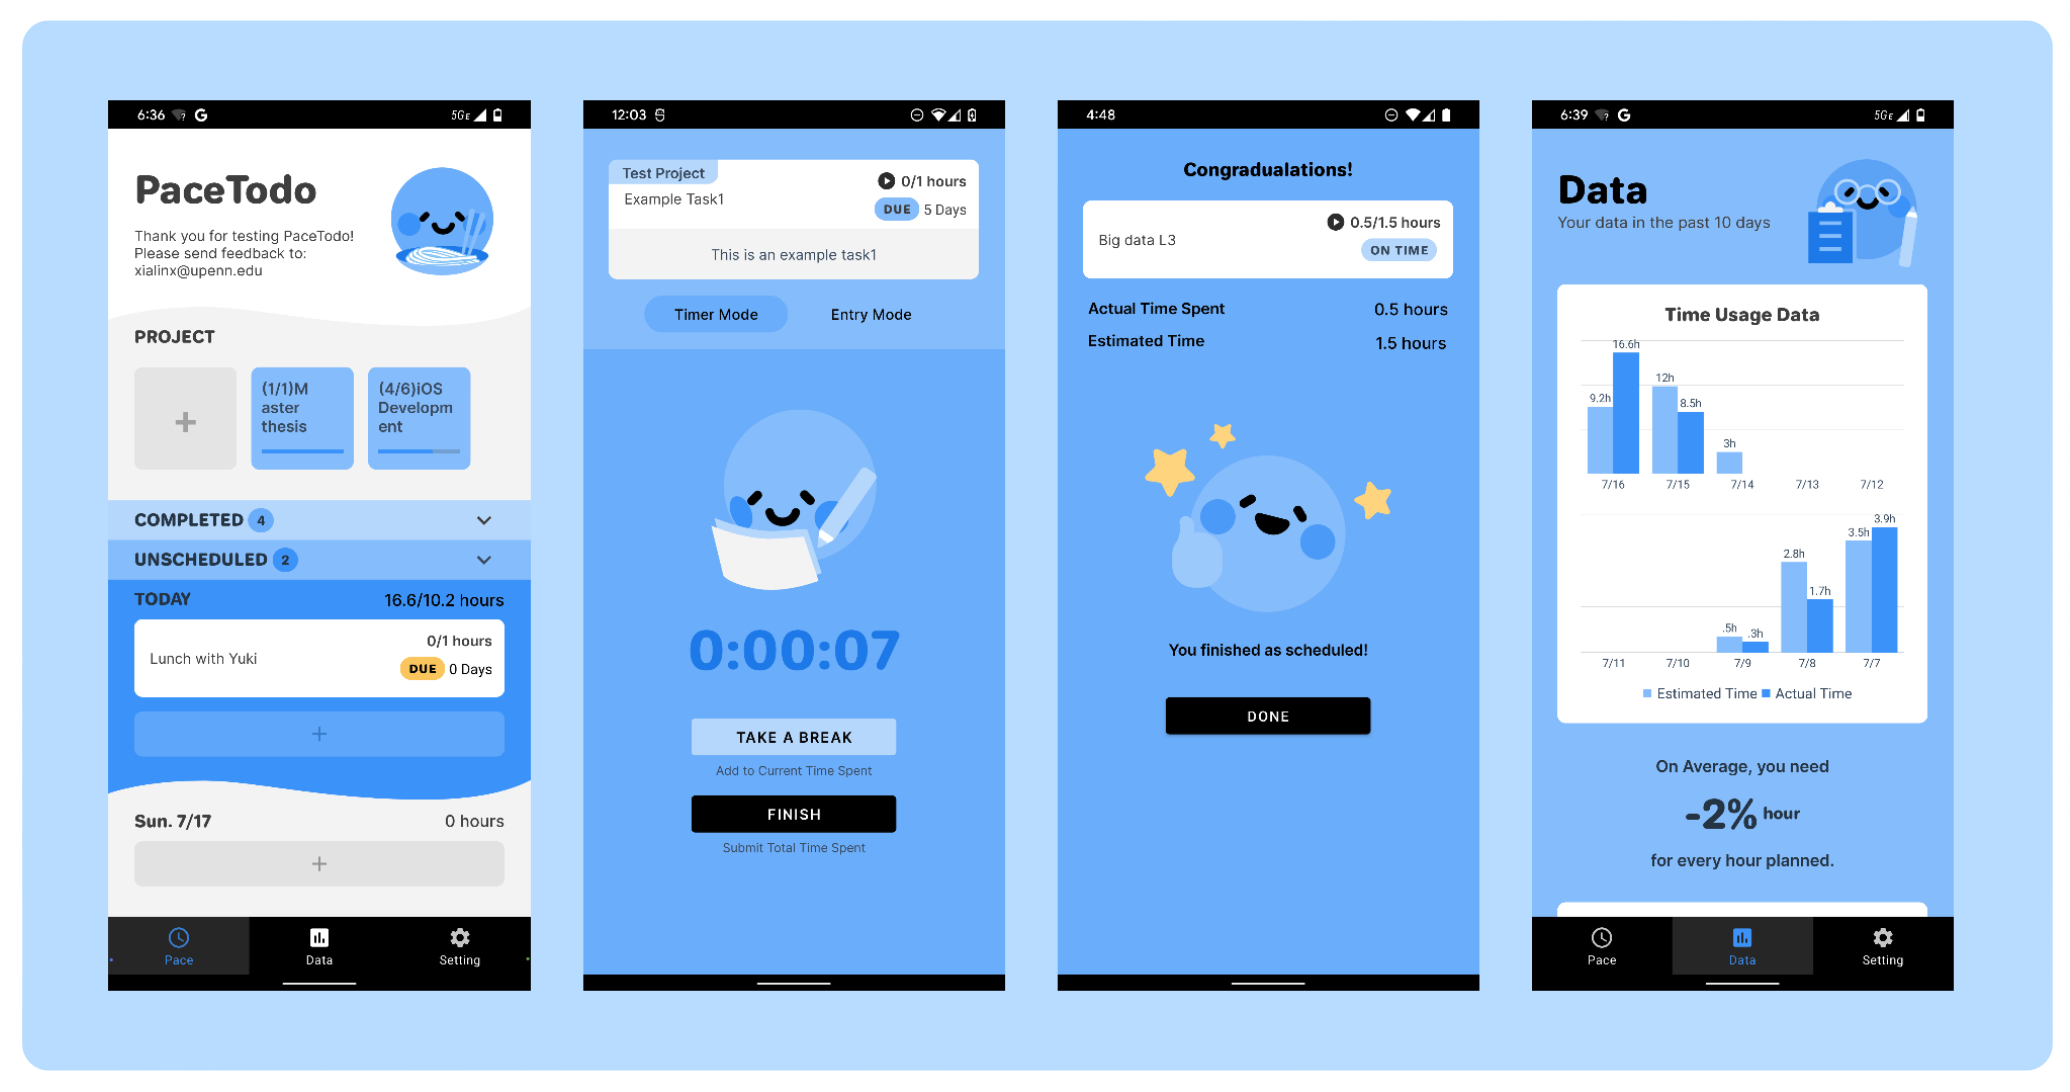 6:36
5GE
PaceTodo
Thank you for testing PaceTodo!
Please send feedback to:
xialinx@upenn.edu
PROJECT
+
(1/1)M
aster
thesis
(4/6)iOS
Developm
ent
COMPLETED 4
UNSCHEDULED 2
TODAY 16.6/10.2 hours
Lunch with Yuki
0/1 hours
DUE 0 Days
+
Sun. 7/17 0 hours
+
Pace Data Setting
12:03
Test Project
Example Task1
0/1 hours
DUE 5 Days
This is an example task1
Timer Mode Entry Mode
0:00:07
TAKE A BREAK
Add to Current Time Spent
FINISH
Submit Total Time Spent
4:48
Congradualations!
Big data L3
0.5/1.5 hours
ON TIME
Actual Time Spent 0.5 hours
Estimated Time 1.5 hours
You finished as scheduled!
DONE
6:39
5GE
Data
Your data in the past 10 days
Time Usage Data
9.2h 16.6h 12h 8.5h 3h
7/16 7/15 7/14 7/13 7/12
.5h .3h 2.8h 1.7h 3.5h 3.9h
7/11 7/10 7/9 7/8 7/7
Estimated Time Actual Time
On Average, you need
-2% hour
for every hour planned.
Pace Data Setting